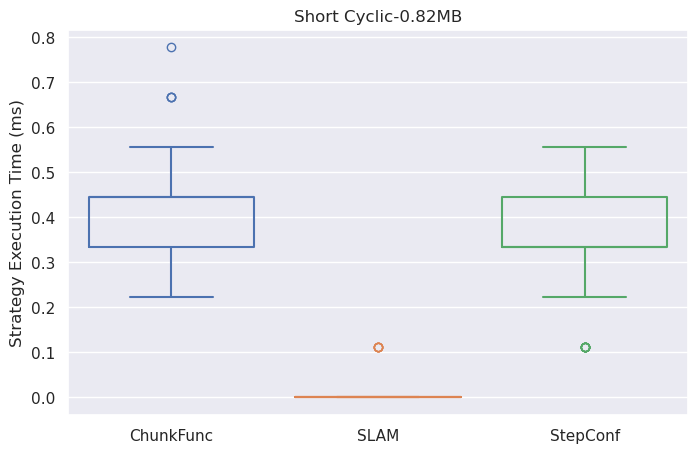 Short Cyclic-0.82MB
Strategy Execution Time (ms)
0.8
0.7
0.6
0.5
0.4
0.3
0.2
0.1
0.0
ChunkFunc
SLAM
StepConf